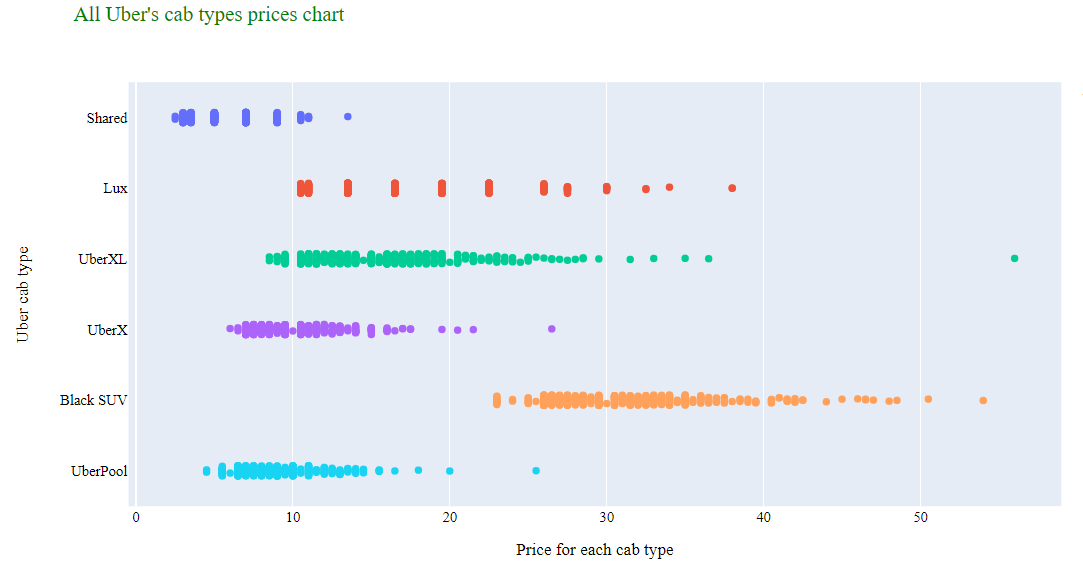 All Uber's cab types prices chart
Shared
Lux
UberXL
UberX
Black SUV
UberPool
Uber cab type
0 10 20 30 40 50
Price for each cab type